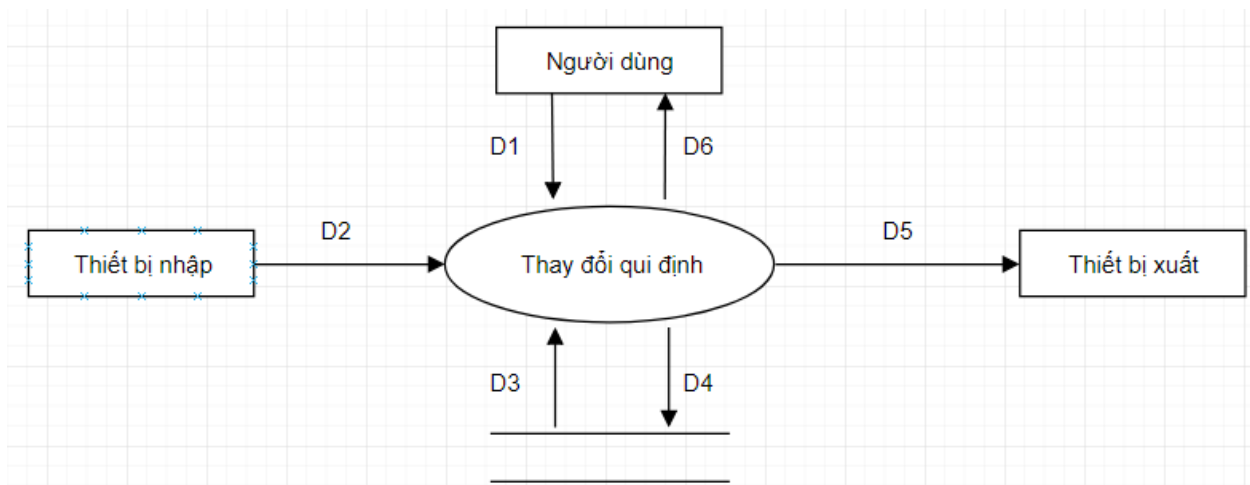 Người dùng
D1
D6
D2
D5
Thiết bị nhập
Thay đổi qui định
Thiết bị xuất
D3
D4